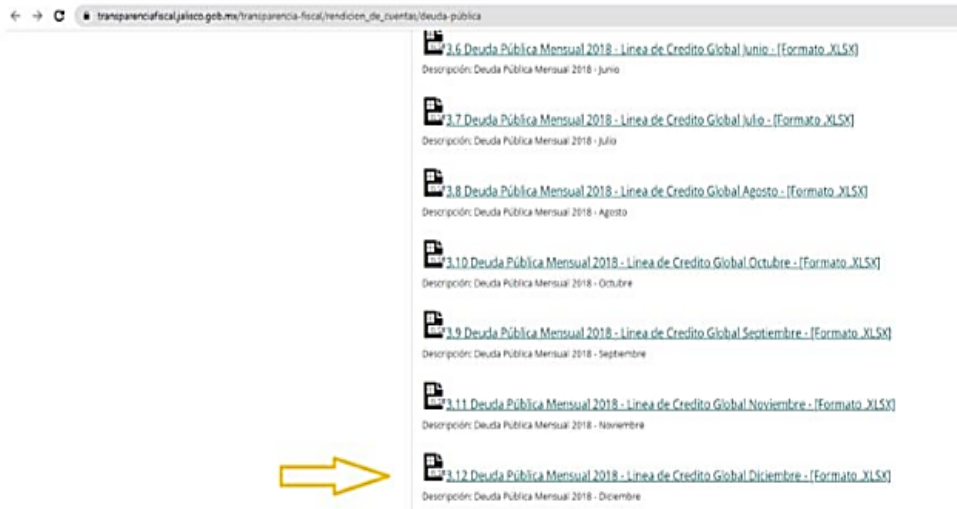 transparenciafiscal.jalisco.gob.mx/transparencia-fiscal/rendicion_de_cuentas/deuda-pública
3.6 Deuda Pública Mensual 2018 - Linea de Credito Global Junio - [Formato .XLSX]
Descripción: Deuda Pública Mensual 2018 - Junio
3.7 Deuda Pública Mensual 2018 - Linea de Credito Global Julio - [Formato .XLSX]
Descripción: Deuda Pública Mensual 2018 - Julio
3.8 Deuda Pública Mensual 2018 - Linea de Credito Global Agosto - [Formato .XLSX]
Descripción: Deuda Pública Mensual 2018 - Agosto
3.10 Deuda Pública Mensual 2018 - Linea de Credito Global Octubre - [Formato .XLSX]
Descripción: Deuda Pública Mensual 2018 - Octubre
3.9 Deuda Pública Mensual 2018 - Linea de Credito Global Septiembre - [Formato .XLSX]
Descripción: Deuda Pública Mensual 2018 - Septiembre
3.11 Deuda Pública Mensual 2018 - Linea de Credito Global Noviembre - [Formato .XLSX]
Descripción: Deuda Pública Mensual 2018 - Noviembre
3.12 Deuda Pública Mensual 2018 - Linea de Credito Global Diciembre - [Formato .XLSX]
Descripción: Deuda Pública Mensual 2018 - Diciembre